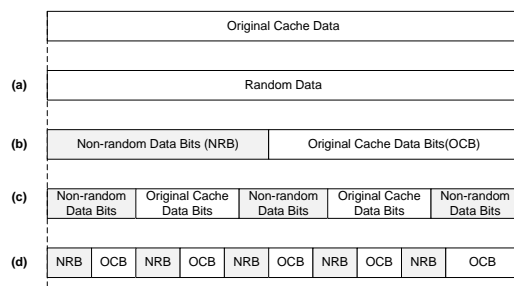 Original Cache Data
(a) Random Data
(b) Non-random Data Bits (NRB) Original Cache Data Bits(OCB)
(c) Non-random Data Bits Original Cache Data Bits Non-random Data Bits Original Cache Data Bits Non-random Data Bits
(d) NRB OCB NRB OCB NRB OCB NRB OCB NRB OCB